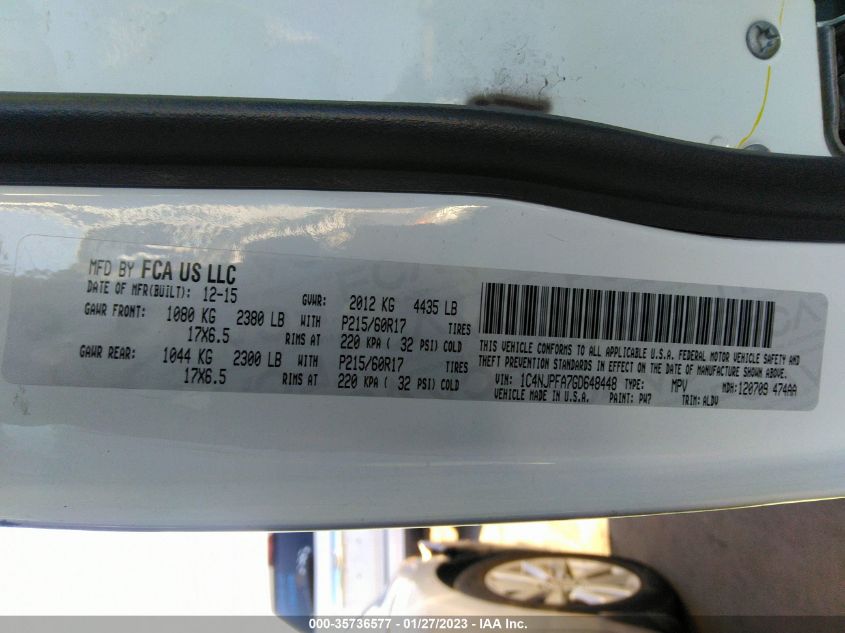 MFD BY FCA US LLC
DATE OF MFR(BUILT): 12-15 GVWR: 2012 KG 4435 LB
GAWR FRONT: 1080 KG 2380 LB WITH P215/60R17 TIRES
17X6.5 RIMS AT 220 KPA ( 32 PSI) COLD
GAWR REAR: 1044 KG 2300 LB WITH P215/60R17 TIRES
17X6.5 RIMS AT 220 KPA ( 32 PSI) COLD
THIS VEHICLE CONFORMS TO ALL APPLICABLE U.S.A. FEDERAL MOTOR VEHICLE SAFETY AND
THEFT PREVENTION STANDARDS IN EFFECT ON THE DATE OF MANUFACTURE SHOWN ABOVE.
VIN: 1C4NJPFA7GD648448 TYPE: MPV MDH: 120709 474AA
VEHICLE MADE IN U.S.A. PAINT: PW7 TRIM: ALDV
000-35736577 - 01/27/2023 - IAA Inc.